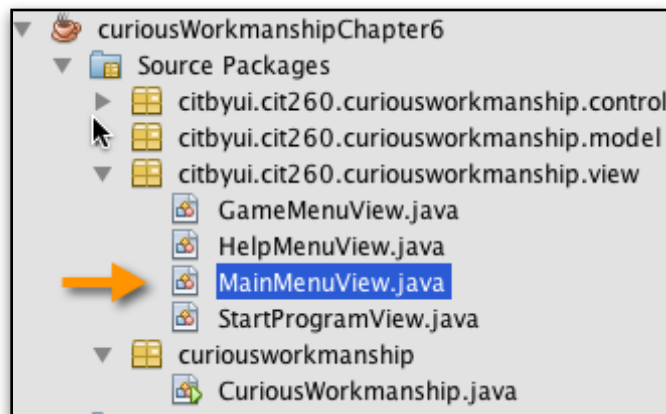 curiousWorkmanshipChapter6
Source Packages
citbyui.cit260.curiousworkmanship.control
citbyui.cit260.curiousworkmanship.model
citbyui.cit260.curiousworkmanship.view
GameMenuView.java
HelpMenuView.java
MainMenuView.java
StartProgramView.java
curiousworkmanship
CuriousWorkmanship.java